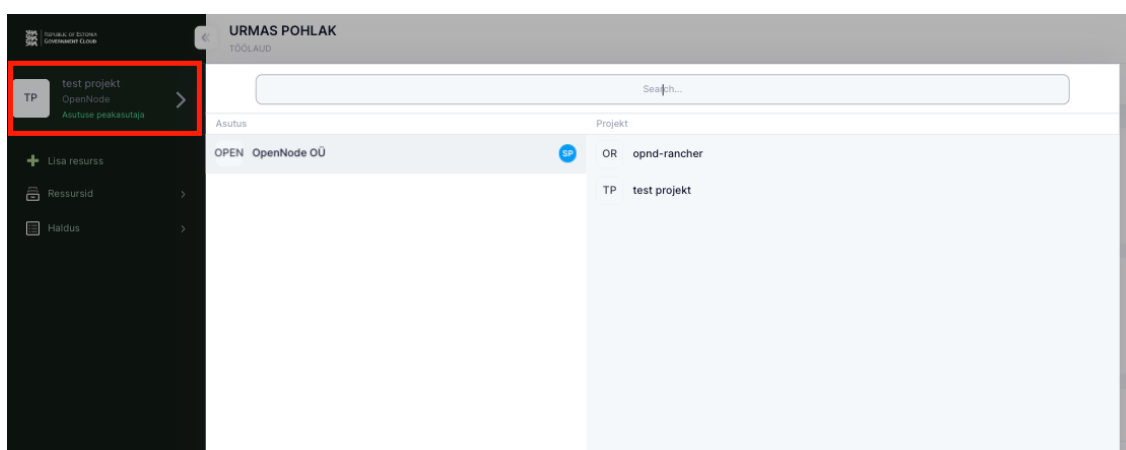 REPUBLIC OF ESTONIA
GOVERNMENT CLOUD
TP
test projekt
OpenNode
Asutuse peakasutaja
Lisa resurss
Ressursid
Haldus
URMAS POHLAK
TÖÖLAUD
Search...
Asutus
Projekt
OPEN OpenNode OÜ SP
OR opnd-rancher
TP test projekt